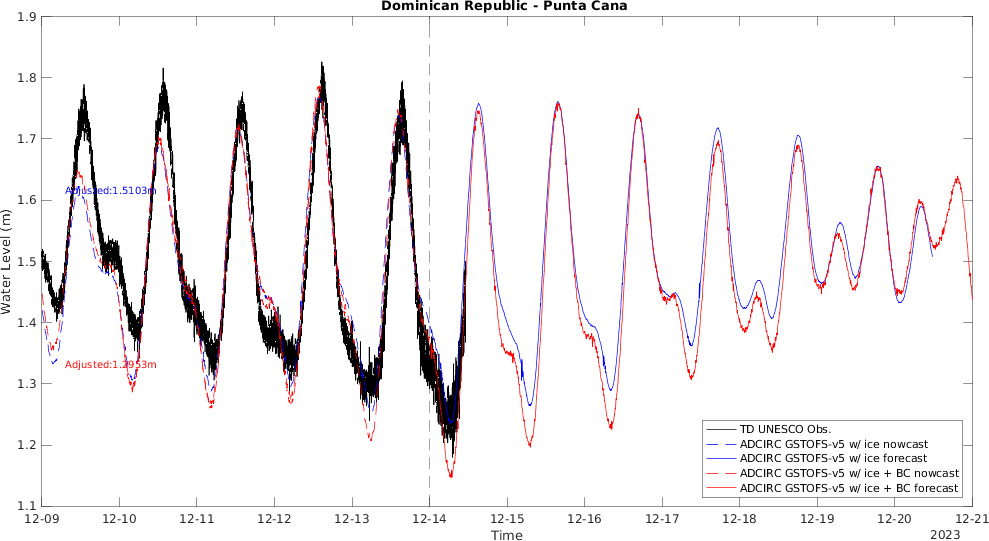 Dominican Republic - Punta Cana
1.9
1.8
1.7
1.6
1.5
1.4
1.3
1.2
1.1
Water Level (m)
Adjusted:1.5103m
Adjusted:1.2953m
TD UNESCO Obs.
ADCIRC GSTOFS-v5 w/ ice nowcast
ADCIRC GSTOFS-v5 w/ ice forecast
ADCIRC GSTOFS-v5 w/ ice + BC nowcast
ADCIRC GSTOFS-v5 w/ ice + BC forecast
12-09 12-10 12-11 12-12 12-13 12-14 12-15 12-16 12-17 12-18 12-19 12-20 12-21
Time
2023